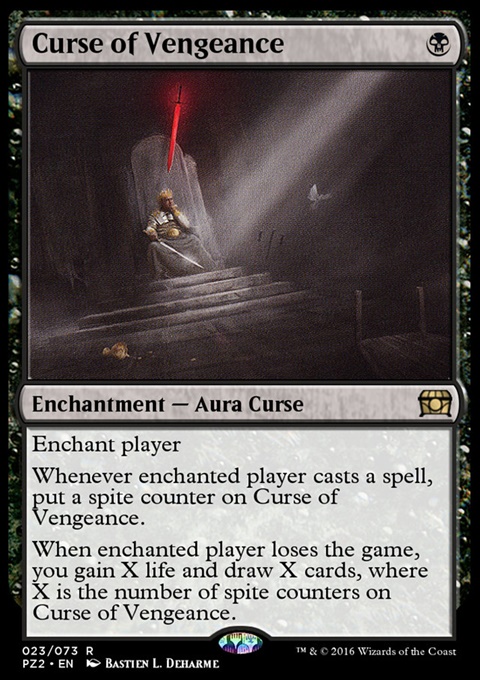 Curse of Vengeance
Enchantment — Aura Curse
Enchant player
Whenever enchanted player casts a spell,
put a spite counter on Curse of
Vengeance.
When enchanted player loses the game,
you gain X life and draw X cards, where
X is the number of spite counters on
Curse of Vengeance.
023/073 R
PZ2 • EN Bastien L. Deharme
™ & © 2016 Wizards of the Coast